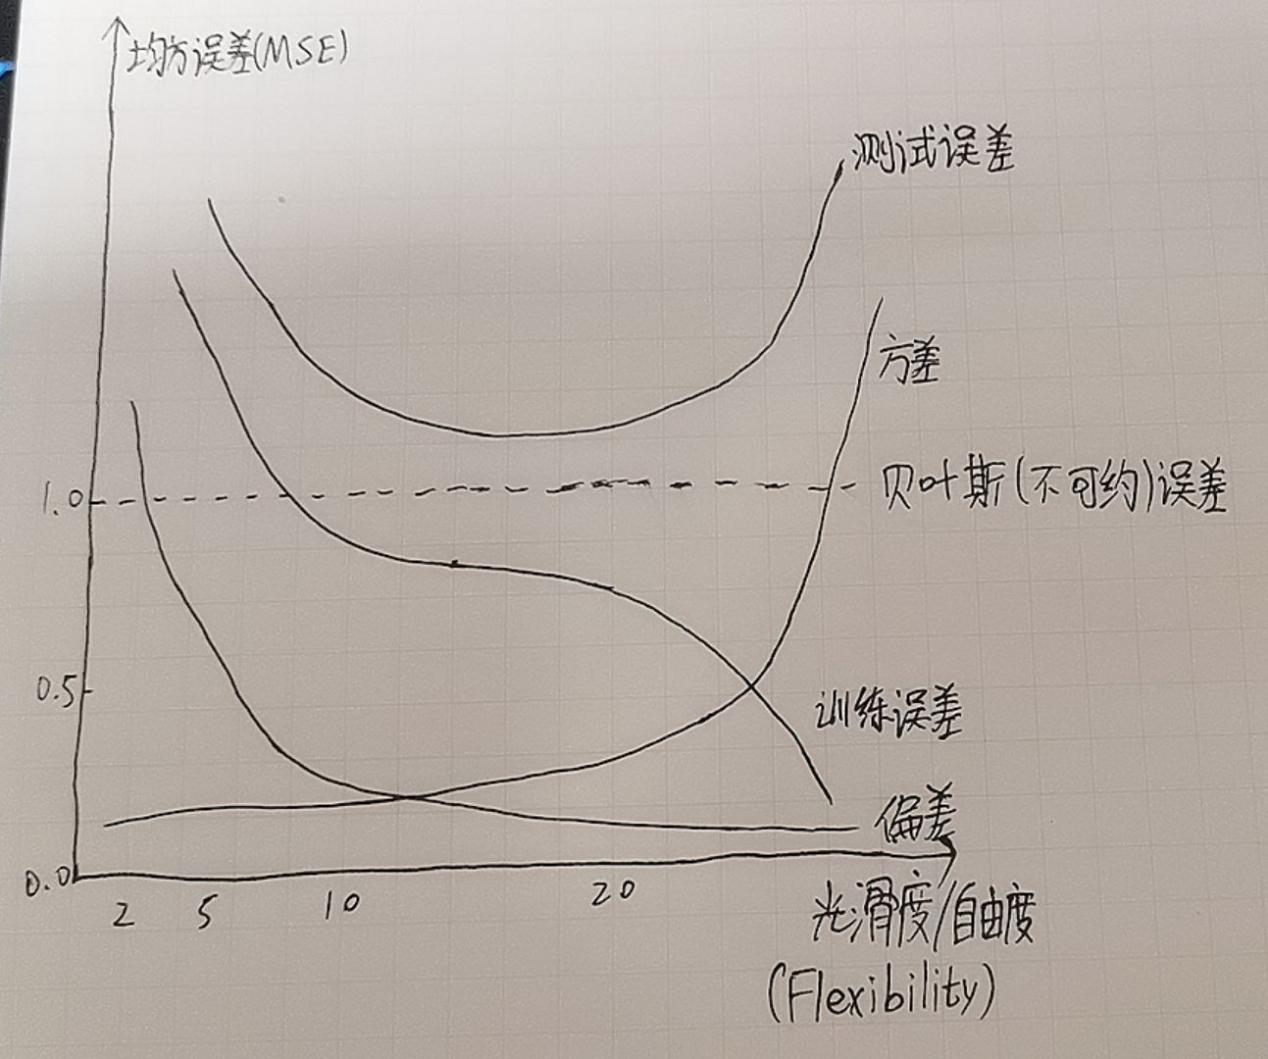 均方误差(MSE)
测试误差
方差
1.0
贝叶斯(不可约)误差
0.5
训练误差
偏差
0.0
2 5 10 20
光滑度/自由度
(Flexibility)